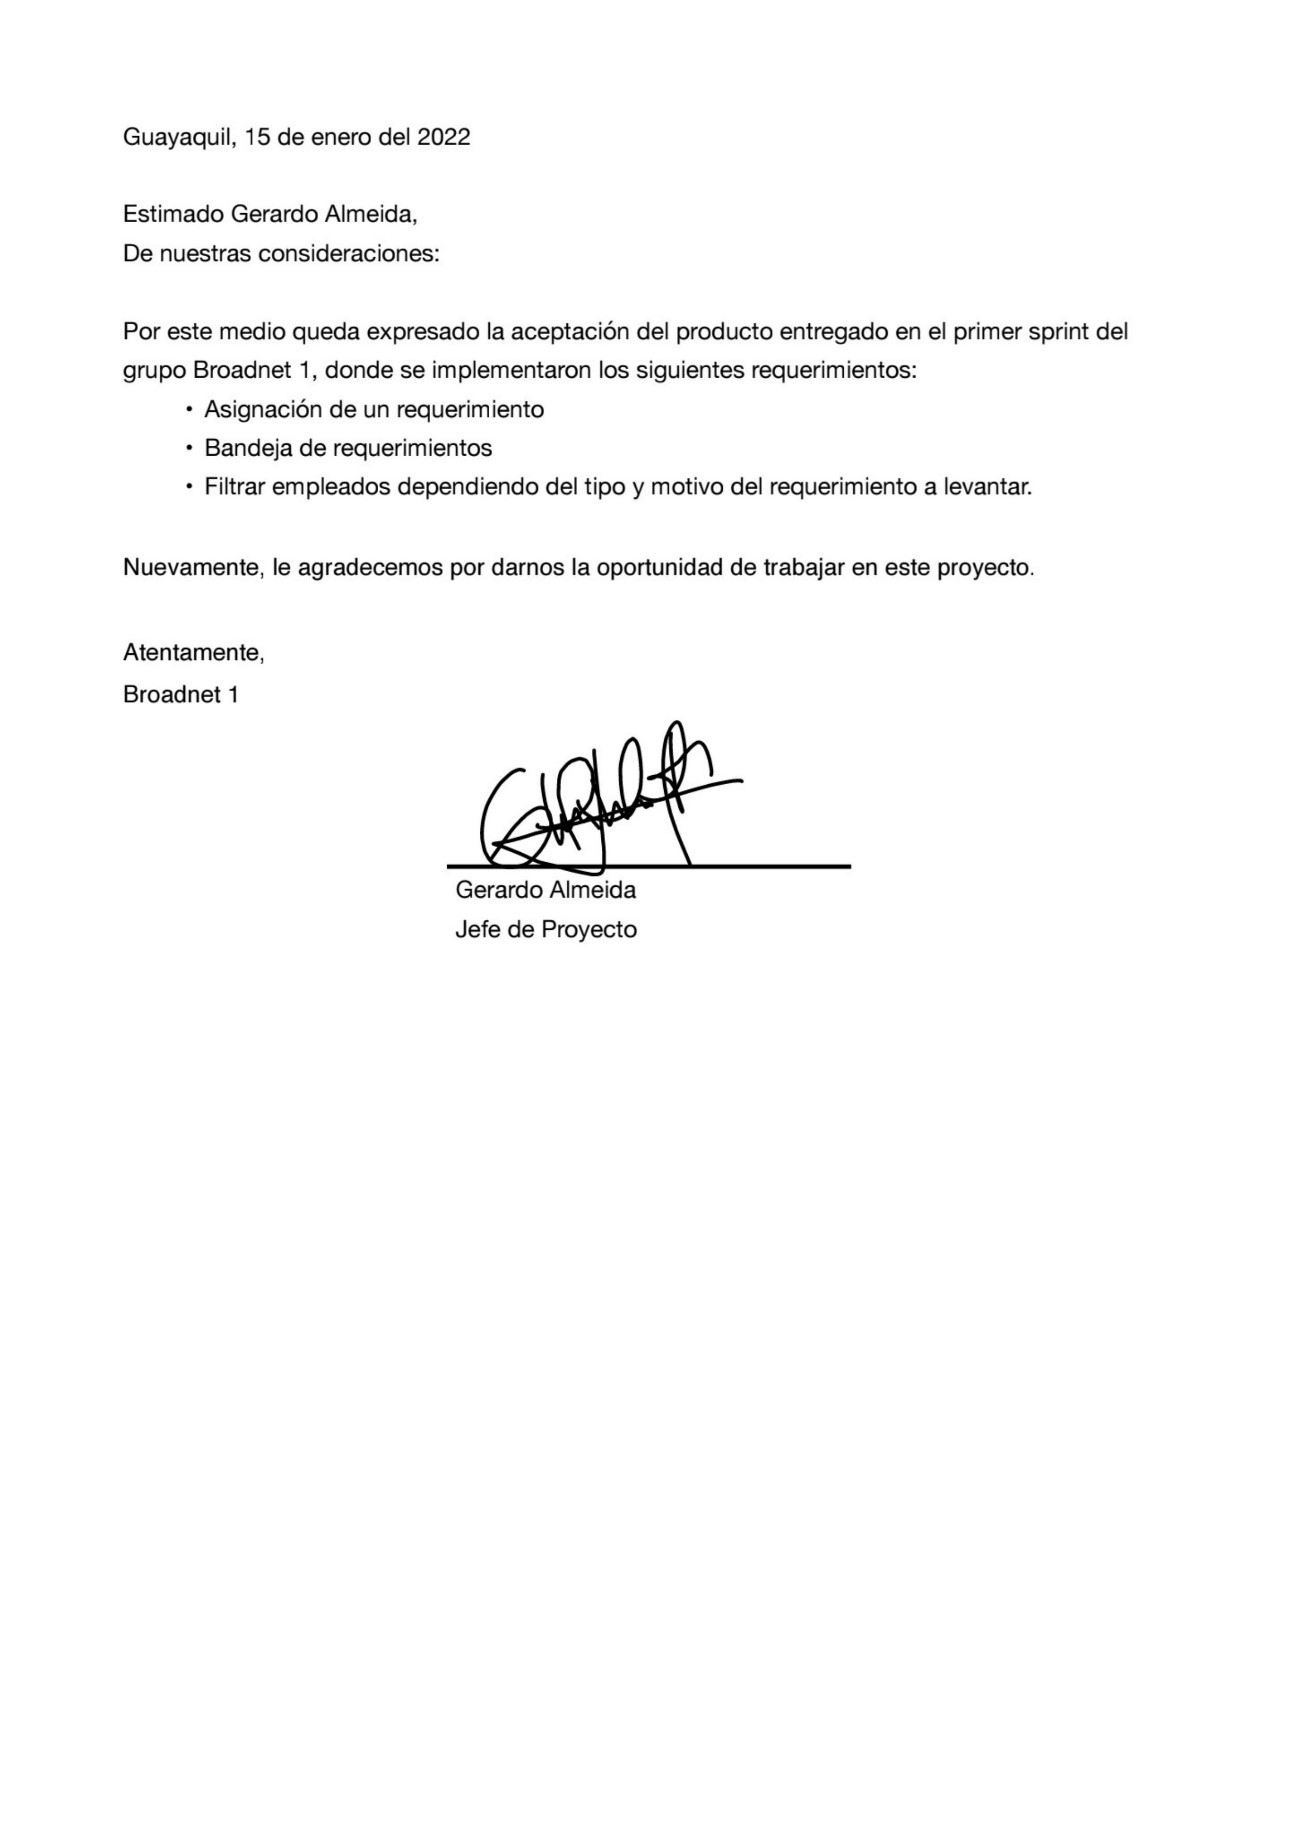 Guayaquil, 15 de enero del 2022
Estimado Gerardo Almeida,
De nuestras consideraciones:
Por este medio queda expresado la aceptación del producto entregado en el primer sprint del
grupo Broadnet 1, donde se implementaron los siguientes requerimientos:
• Asignación de un requerimiento
• Bandeja de requerimientos
• Filtrar empleados dependiendo del tipo y motivo del requerimiento a levantar.
Nuevamente, le agradecemos por darnos la oportunidad de trabajar en este proyecto.
Atentamente,
Broadnet 1
Gerardo Almeida
Jefe de Proyecto